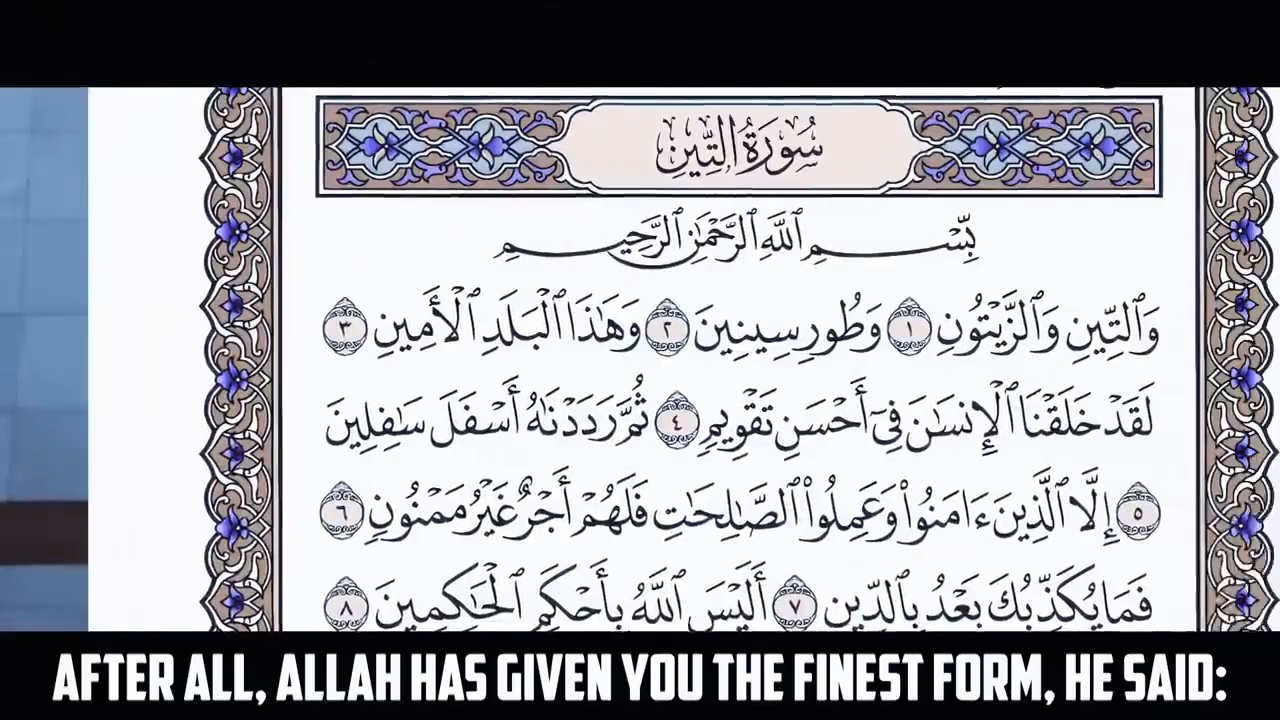 سُورَةُ التِّينِ
بِّسْمِ ٱللَّهِ ٱلرَّحْمَٰنِ ٱلرَّحِيمِ
وَٱلتِّينِ وَٱلزَّيْتُونِ ١ وَطُورِ سِينِينَ ٢ وَهَٰذَا ٱلْبَلَدِ ٱلْأَمِينِ ٣
لَقَدْ خَلَقْنَا ٱلْإِنسَٰنَ فِىٓ أَحْسَنِ تَقْوِيمٍ ٤ ثُمَّ رَدَدْنَٰهُ أَسْفَلَ سَٰفِلِينَ
٥ إِلَّا ٱلَّذِينَ ءَامَنُوا۟ وَعَمِلُوا۟ ٱلصَّٰلِحَٰتِ فَلَهُمْ أَجْرٌ غَيْرُ مَمْنُونٍ ٦
فَمَا يُكَذِّبُكَ بَعْدُ بِٱلدِّينِ ٧ أَلَيْسَ ٱللَّهُ بِأَحْكَمِ ٱلْحَٰكِمِينَ ٨
AFTER ALL, ALLAH HAS GIVEN YOU THE FINEST FORM, HE SAID: